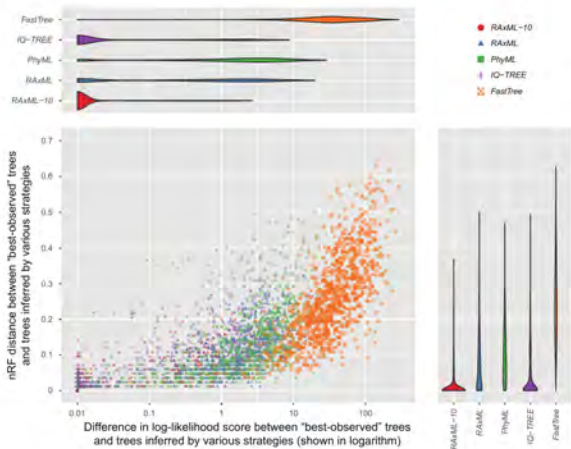 FastTree
IQ-TREE
PhyML
RAxML
RAxML-10
RAxML-10
RAxML
PhyML
IQ-TREE
FastTree
nRF distance between "best-observed" trees
and trees inferred by various strategies
0.7
0.6
0.5
0.4
0.3
0.2
0.1
0
0.01
0.1
1
10
100
Difference in log-likelihood score between "best-observed" trees
and trees inferred by various strategies (shown in logarithm)
RAxML-10
RAxML
PhyML
IQ-TREE
FastTree